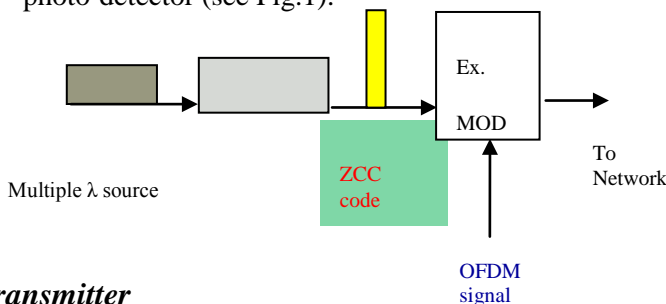 photo-detector (see Fig.1).
Ex.
MOD
ZCC
code
To
Network
Multiple λ source
OFDM
signal
ransmitter